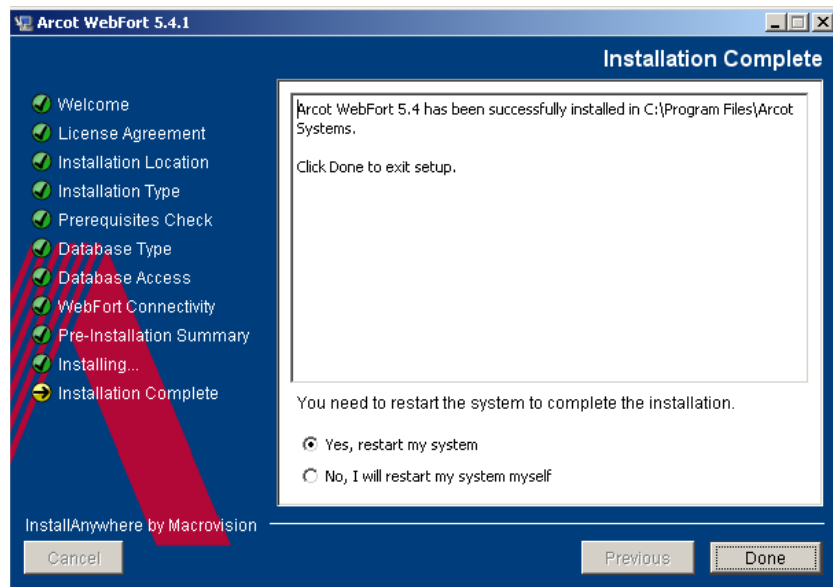 Arcot WebFort 5.4.1
Installation Complete
Welcome
License Agreement
Installation Location
Installation Type
Prerequisites Check
Database Type
Database Access
WebFort Connectivity
Pre-Installation Summary
Installing...
Installation Complete
Arcot WebFort 5.4 has been successfully installed in C:\Program Files\Arcot
Systems.
Click Done to exit setup.
You need to restart the system to complete the installation.
Yes, restart my system
No, I will restart my system myself
InstallAnywhere by Macrovision
Cancel
Previous
Done